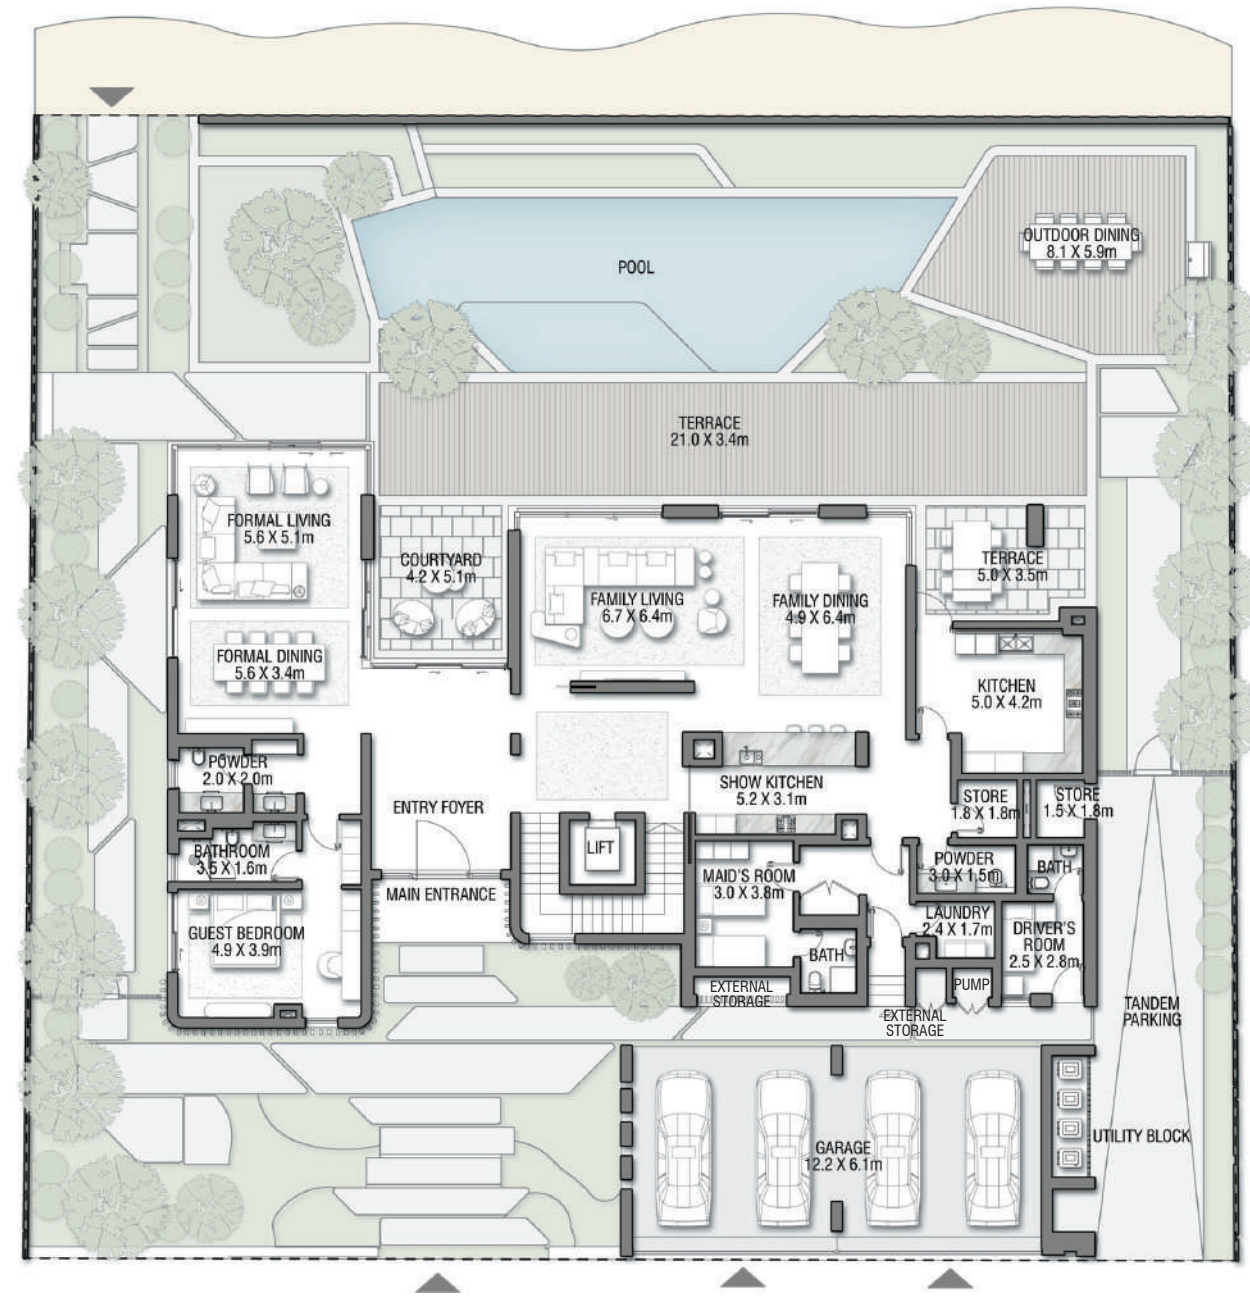 POOL
OUTDOOR DINING
8.1 X 5.9m
TERRACE
21.0 X 3.4m
FORMAL LIVING
5.6 X 5.1m
COURTYARD
4.2 X 5.1m
FAMILY LIVING
6.7 X 6.4m
FAMILY DINING
4.9 X 6.4m
TERRACE
5.0 X 3.5m
FORMAL DINING
5.6 X 3.4m
KITCHEN
5.0 X 4.2m
POWDER
2.0 X 2.0m
ENTRY FOYER
SHOW KITCHEN
5.2 X 3.1m
STORE
1.8 X 1.8m
STORE
1.5 X 1.8m
BATHROOM
3.5 X 1.6m
LIFT
MAIN ENTRANCE
MAID'S ROOM
3.0 X 3.8m
POWDER
3.0 X 1.5m
BATH
GUEST BEDROOM
4.9 X 3.9m
LAUNDRY
2.4 X 1.7m
DRIVER'S
ROOM
2.5 X 2.8m
BATH
EXTERNAL
STORAGE
PUMP
EXTERNAL
STORAGE
TANDEM
PARKING
GARAGE
12.2 X 6.1m
UTILITY BLOCK